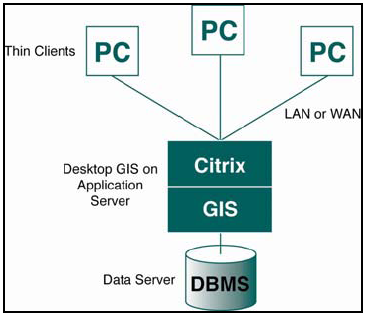 PC
PC
PC
Thin Clients
LAN or WAN
Desktop GIS on
Application
Server
Citrix
GIS
Data Server
DBMS